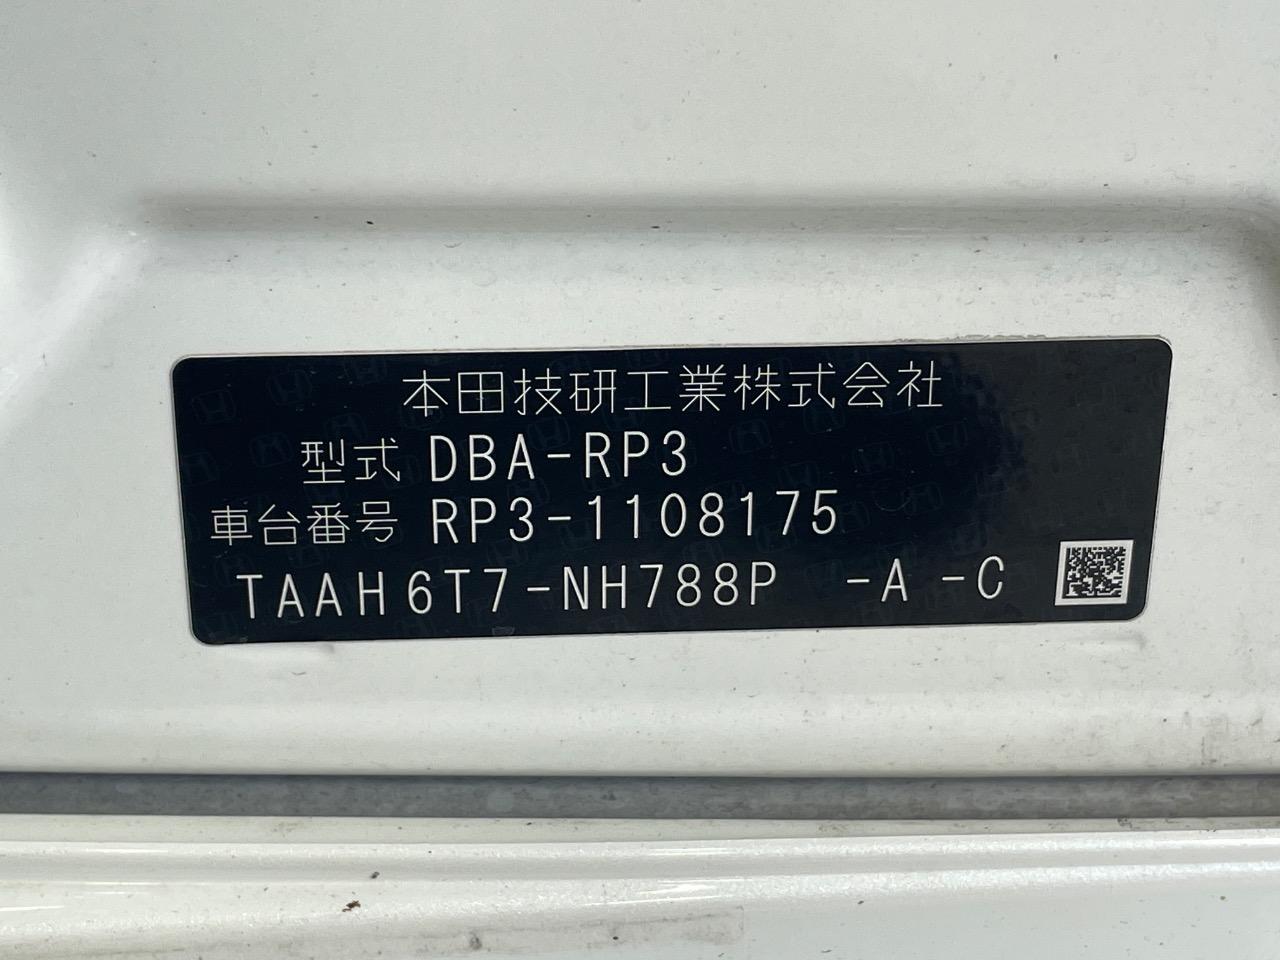 本田技研工業株式会社
型式 DBA-RP3
車台番号 RP3-1108175
TAAH6T7-NH788P -A -C